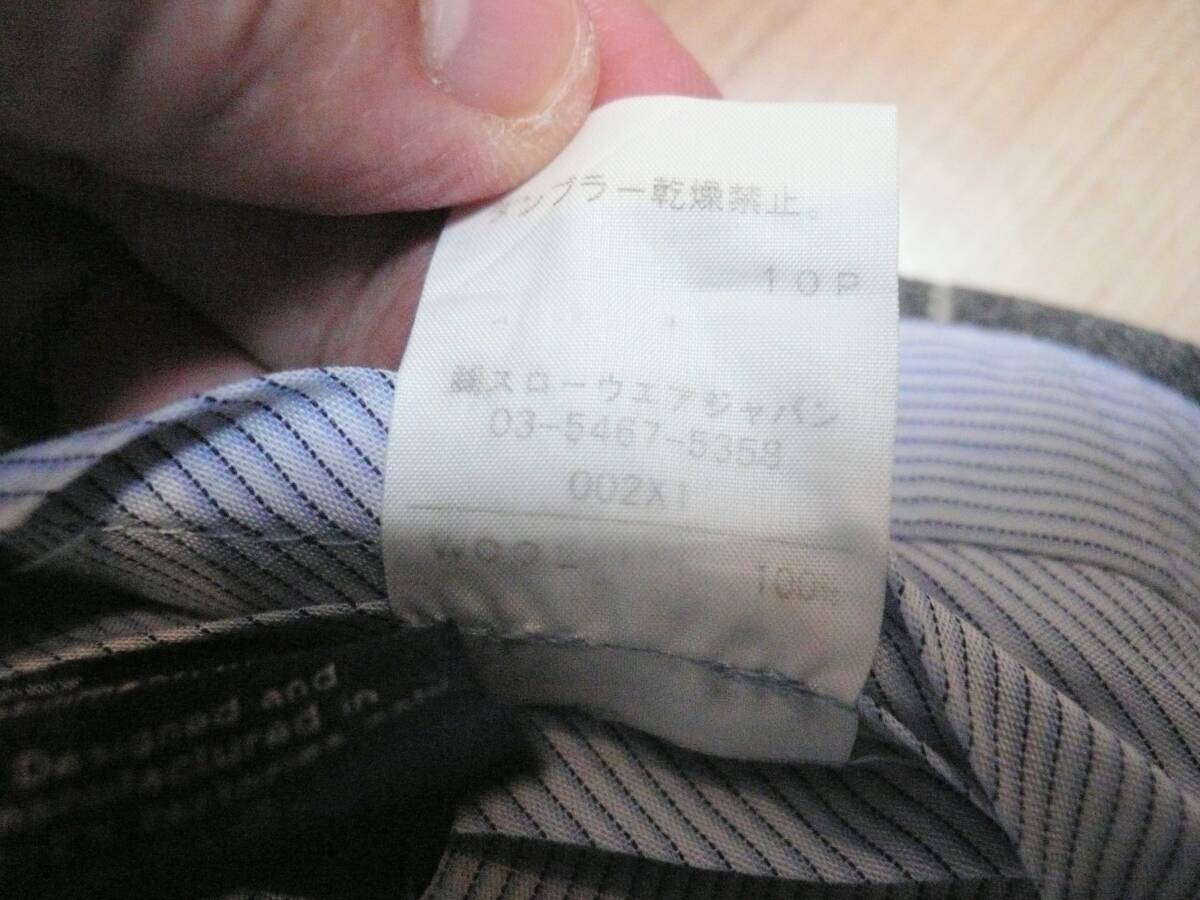 タンブラー乾燥禁止。
10P
㈱スローウエアジャパン
03-5467-5358
002X1
100%
Designed and
manufactured in